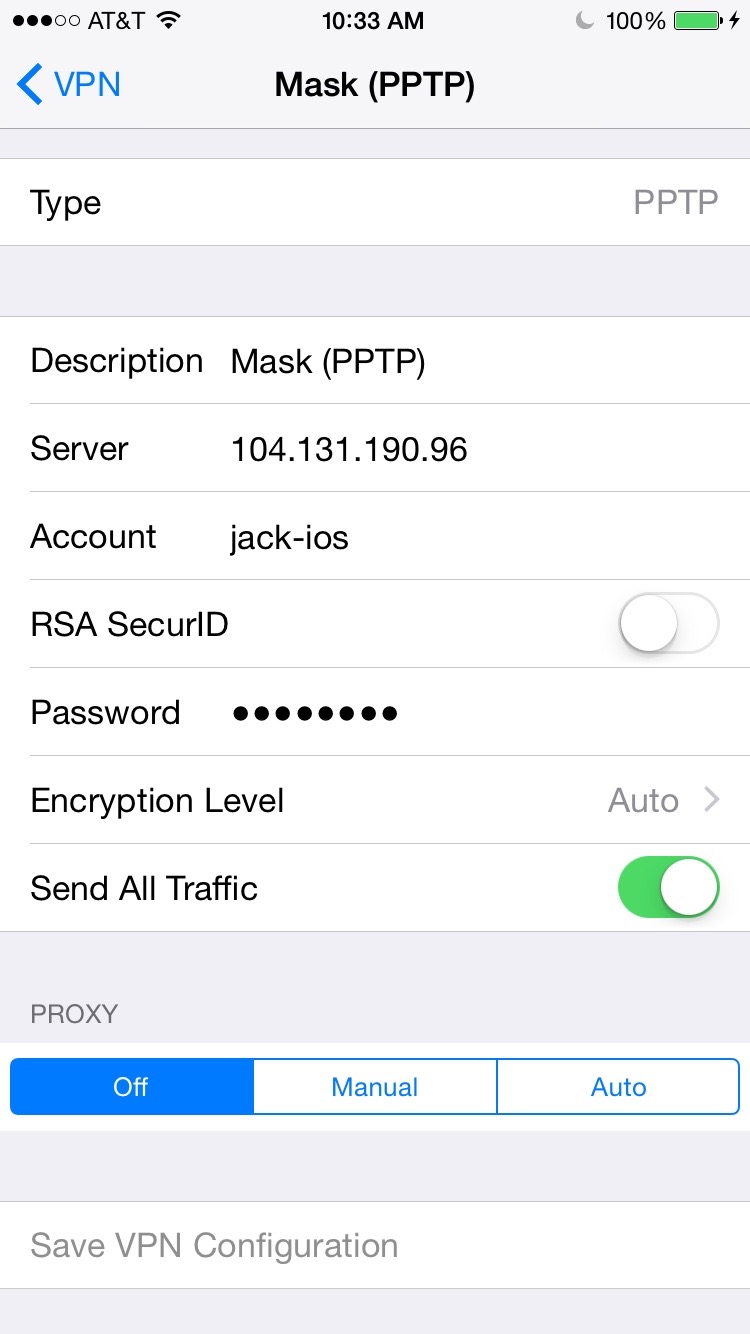 AT&T 10:33 AM 100%
VPN Mask (PPTP)
Type PPTP
Description Mask (PPTP)
Server 104.131.190.96
Account jack-ios
RSA SecurID
Password ••••••••
Encryption Level Auto
Send All Traffic
PROXY
Off Manual Auto
Save VPN Configuration